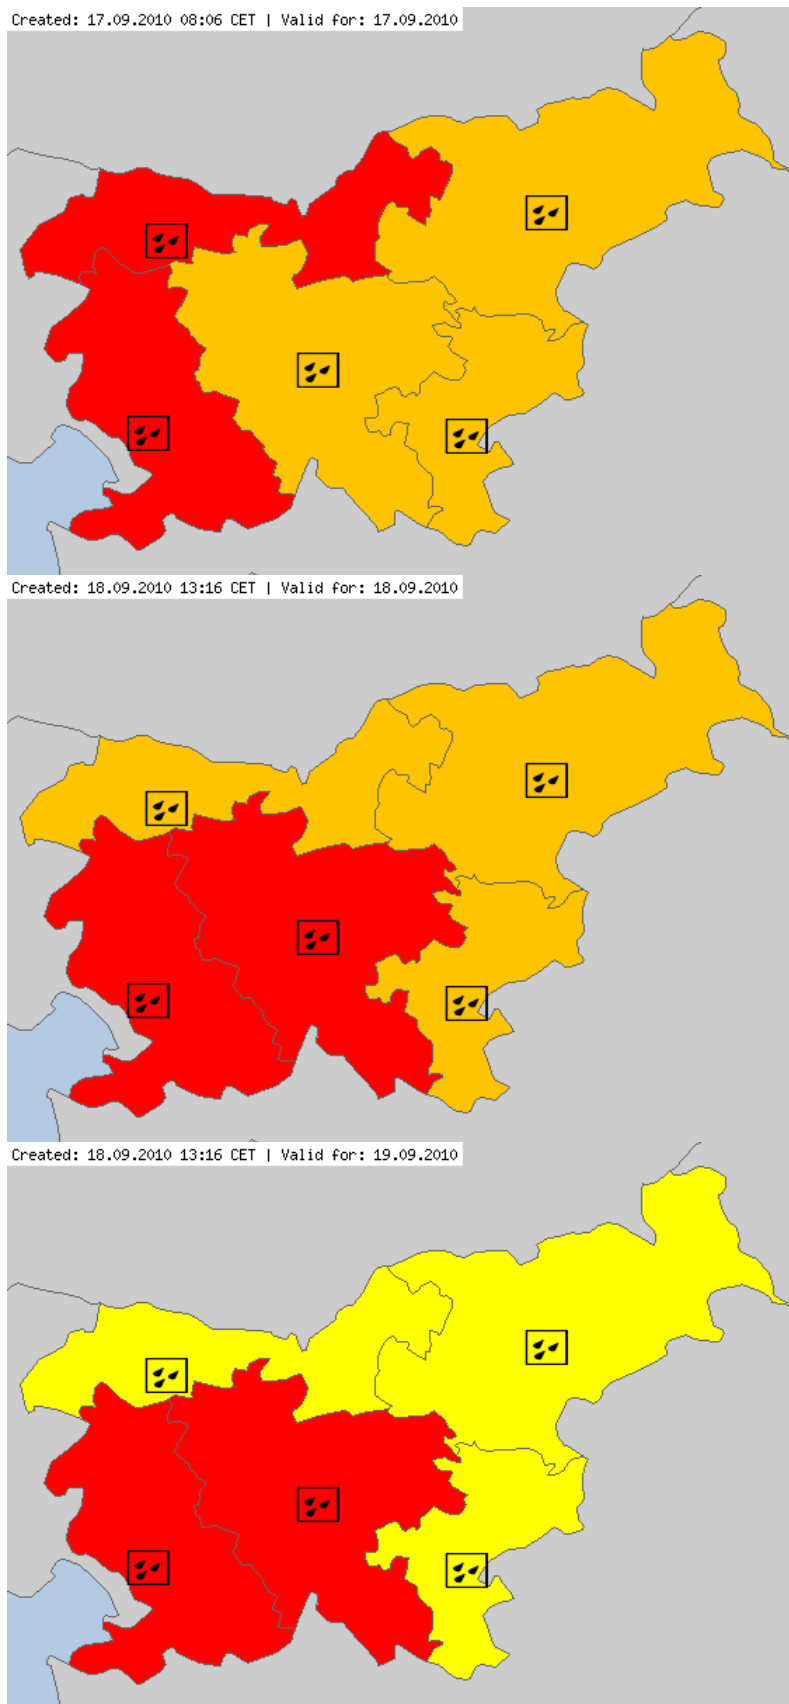 Created: 17.09.2010 08:06 CET | Valid for: 17.09.2010
Created: 18.09.2010 13:16 CET | Valid for: 18.09.2010
Created: 18.09.2010 13:16 CET | Valid for: 19.09.2010